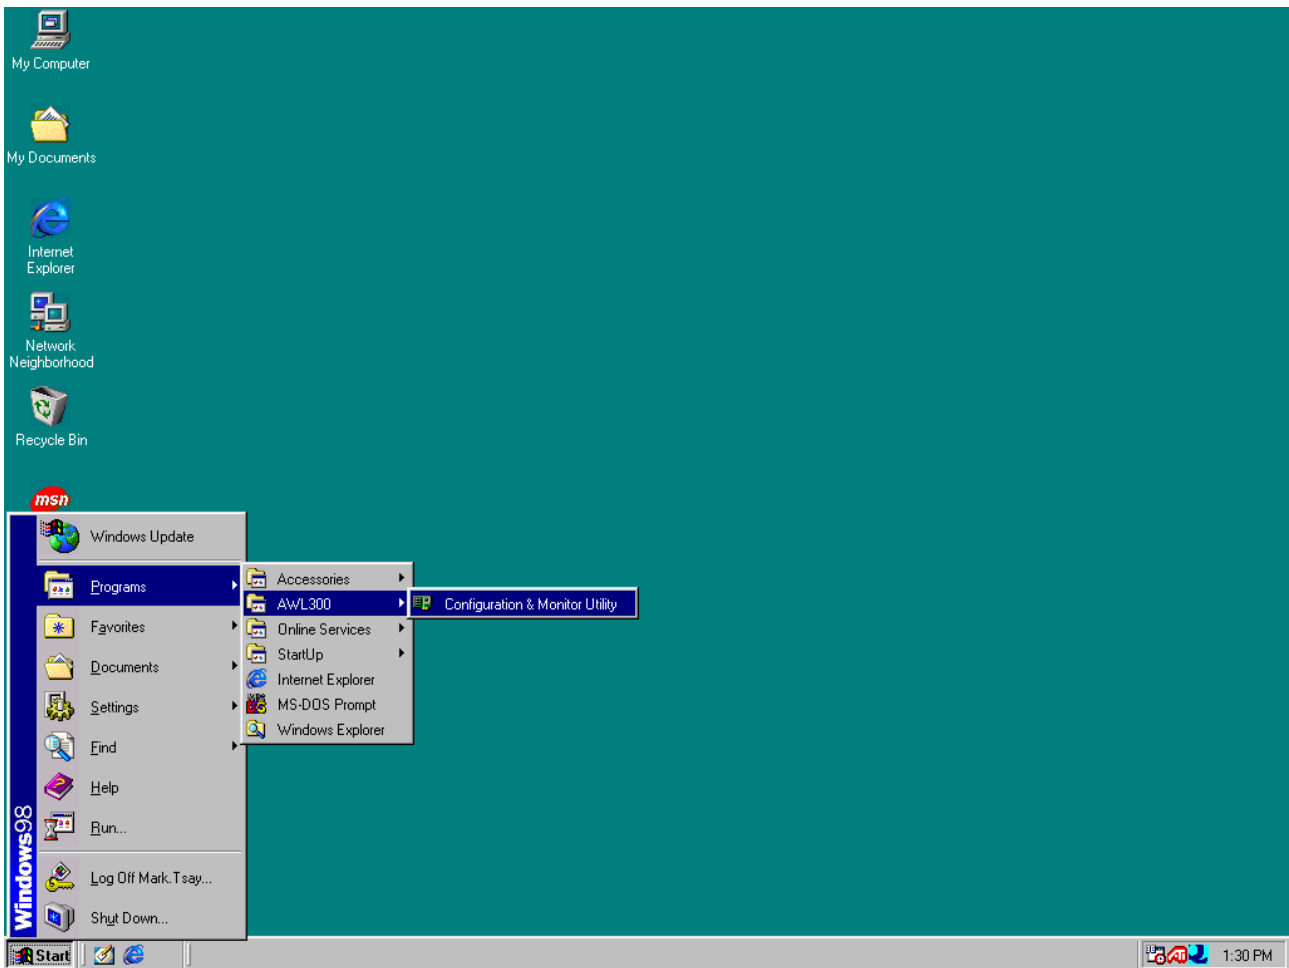 My Computer
My Documents
Internet
Explorer
Network
Neighborhood
Recycle Bin
msn
Windows Update
Programs
Favorites
Documents
Settings
Find
Help
Run...
Log Off Mark.Tsay...
Shut Down...
Windows98
Accessories
AWL300
Online Services
StartUp
Internet Explorer
MS-DOS Prompt
Windows Explorer
Configuration & Monitor Utility
Start
1:30 PM